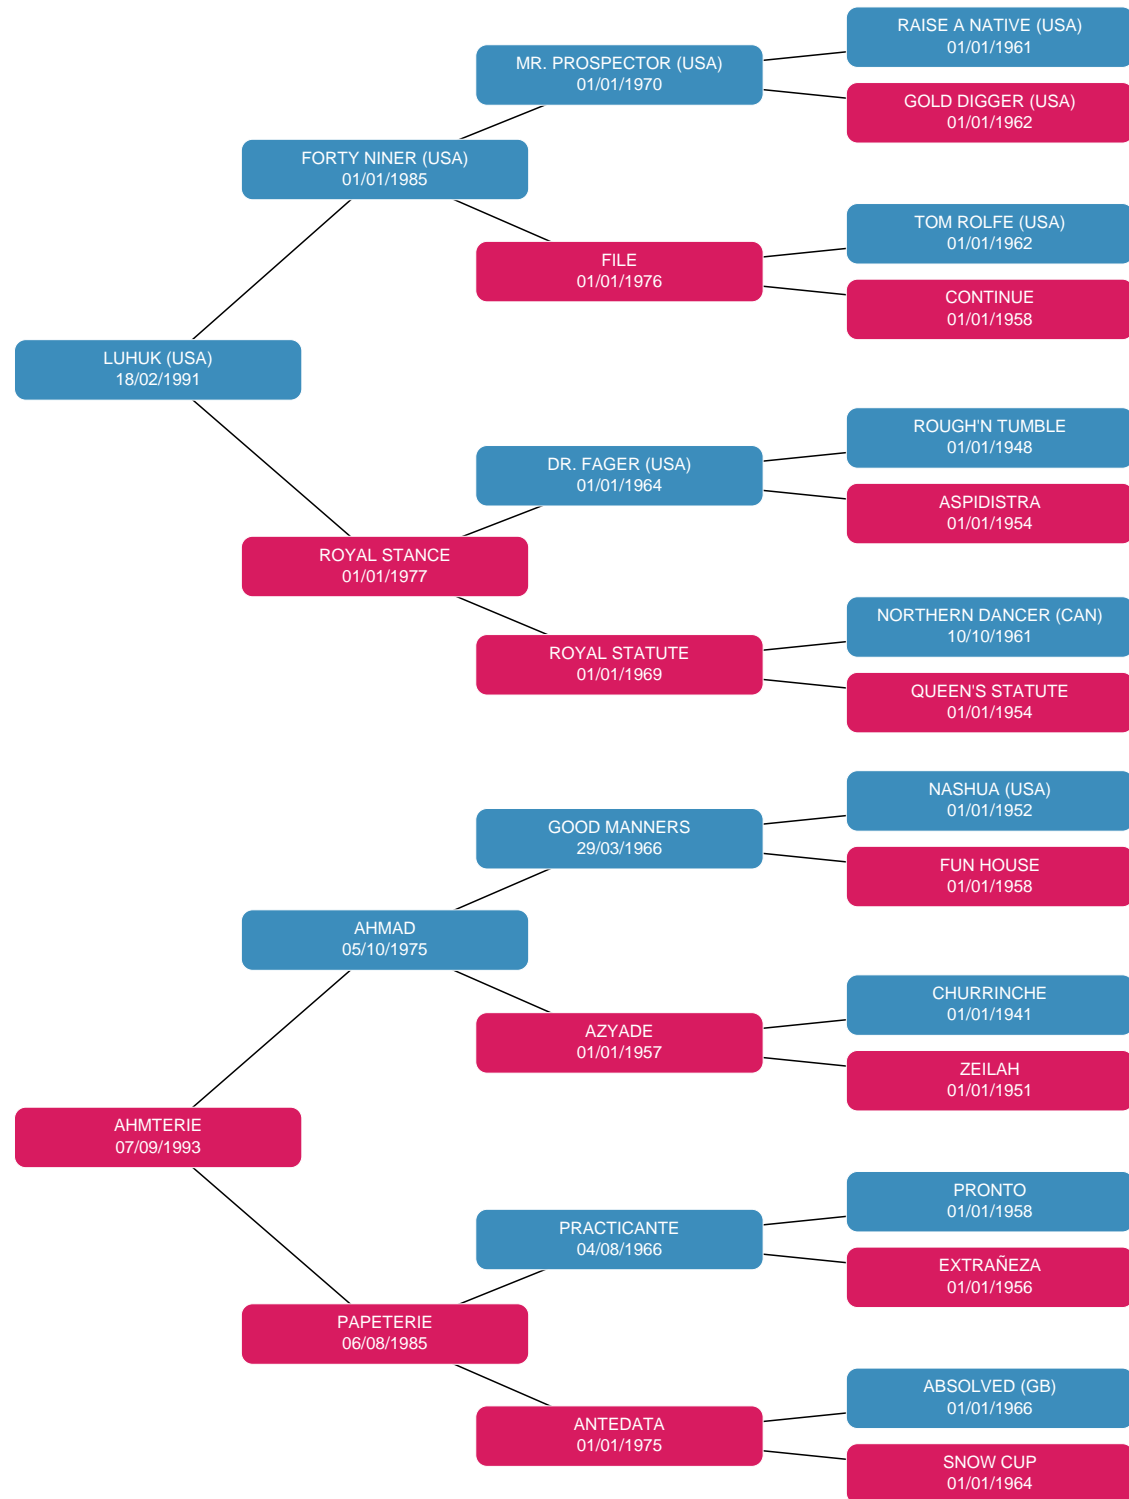 RAISE A NATIVE (USA)
01/01/1961
MR. PROSPECTOR (USA)
01/01/1970
GOLD DIGGER (USA)
01/01/1962
FORTY NINER (USA)
01/01/1985
TOM ROLFE (USA)
01/01/1962
FILE
01/01/1976
CONTINUE
01/01/1958
LUHUK (USA)
18/02/1991
ROUGH'N TUMBLE
01/01/1948
DR. FAGER (USA)
01/01/1964
ASPIDISTRA
01/01/1954
ROYAL STANCE
01/01/1977
NORTHERN DANCER (CAN)
10/10/1961
ROYAL STATUTE
01/01/1969
QUEEN'S STATUTE
01/01/1954
NASHUA (USA)
01/01/1952
GOOD MANNERS
29/03/1966
FUN HOUSE
01/01/1958
AHMAD
05/10/1975
CHURRINCHE
01/01/1941
AZYADE
01/01/1957
ZEILAH
01/01/1951
AHMTERIE
07/09/1993
PRONTO
01/01/1958
PRACTICANTE
04/08/1966
EXTRAÑEZA
01/01/1956
PAPETERIE
06/08/1985
ABSOLVED (GB)
01/01/1966
ANTEDATA
01/01/1975
SNOW CUP
01/01/1964